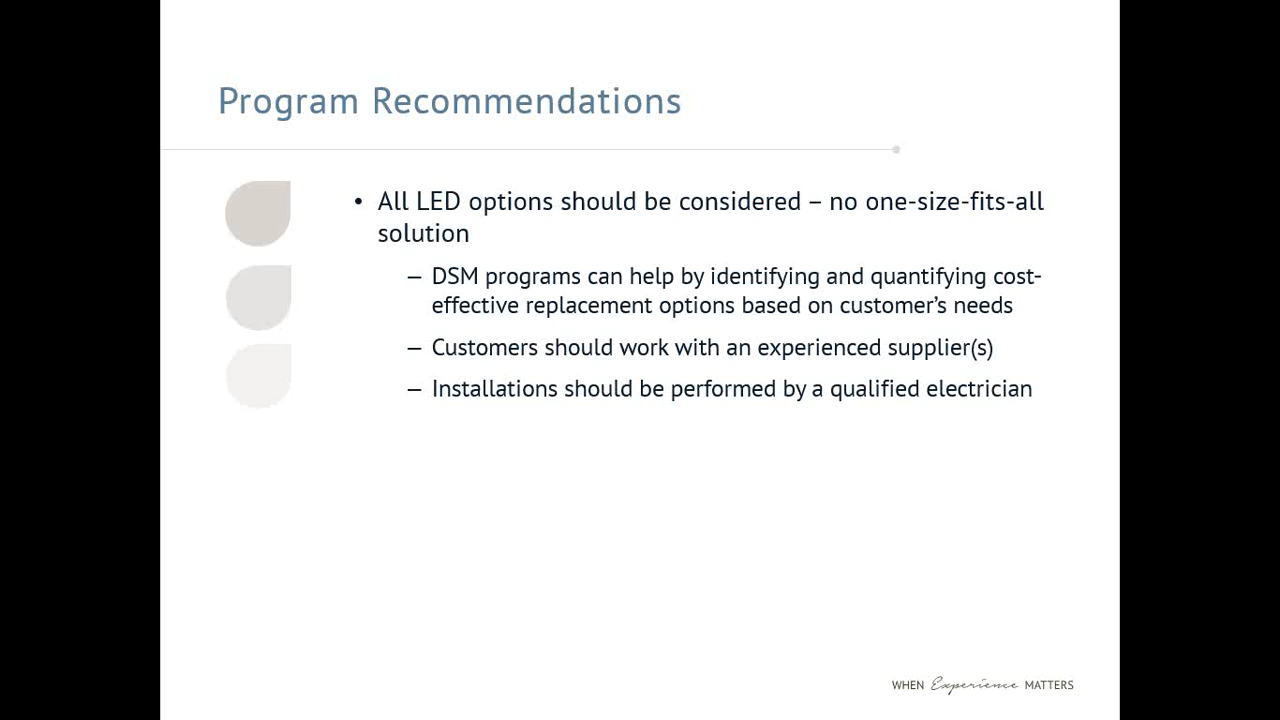 Program Recommendations
• All LED options should be considered – no one-size-fits-all
solution
– DSM programs can help by identifying and quantifying cost-
effective replacement options based on customer’s needs
– Customers should work with an experienced supplier(s)
– Installations should be performed by a qualified electrician
WHEN Experience MATTERS